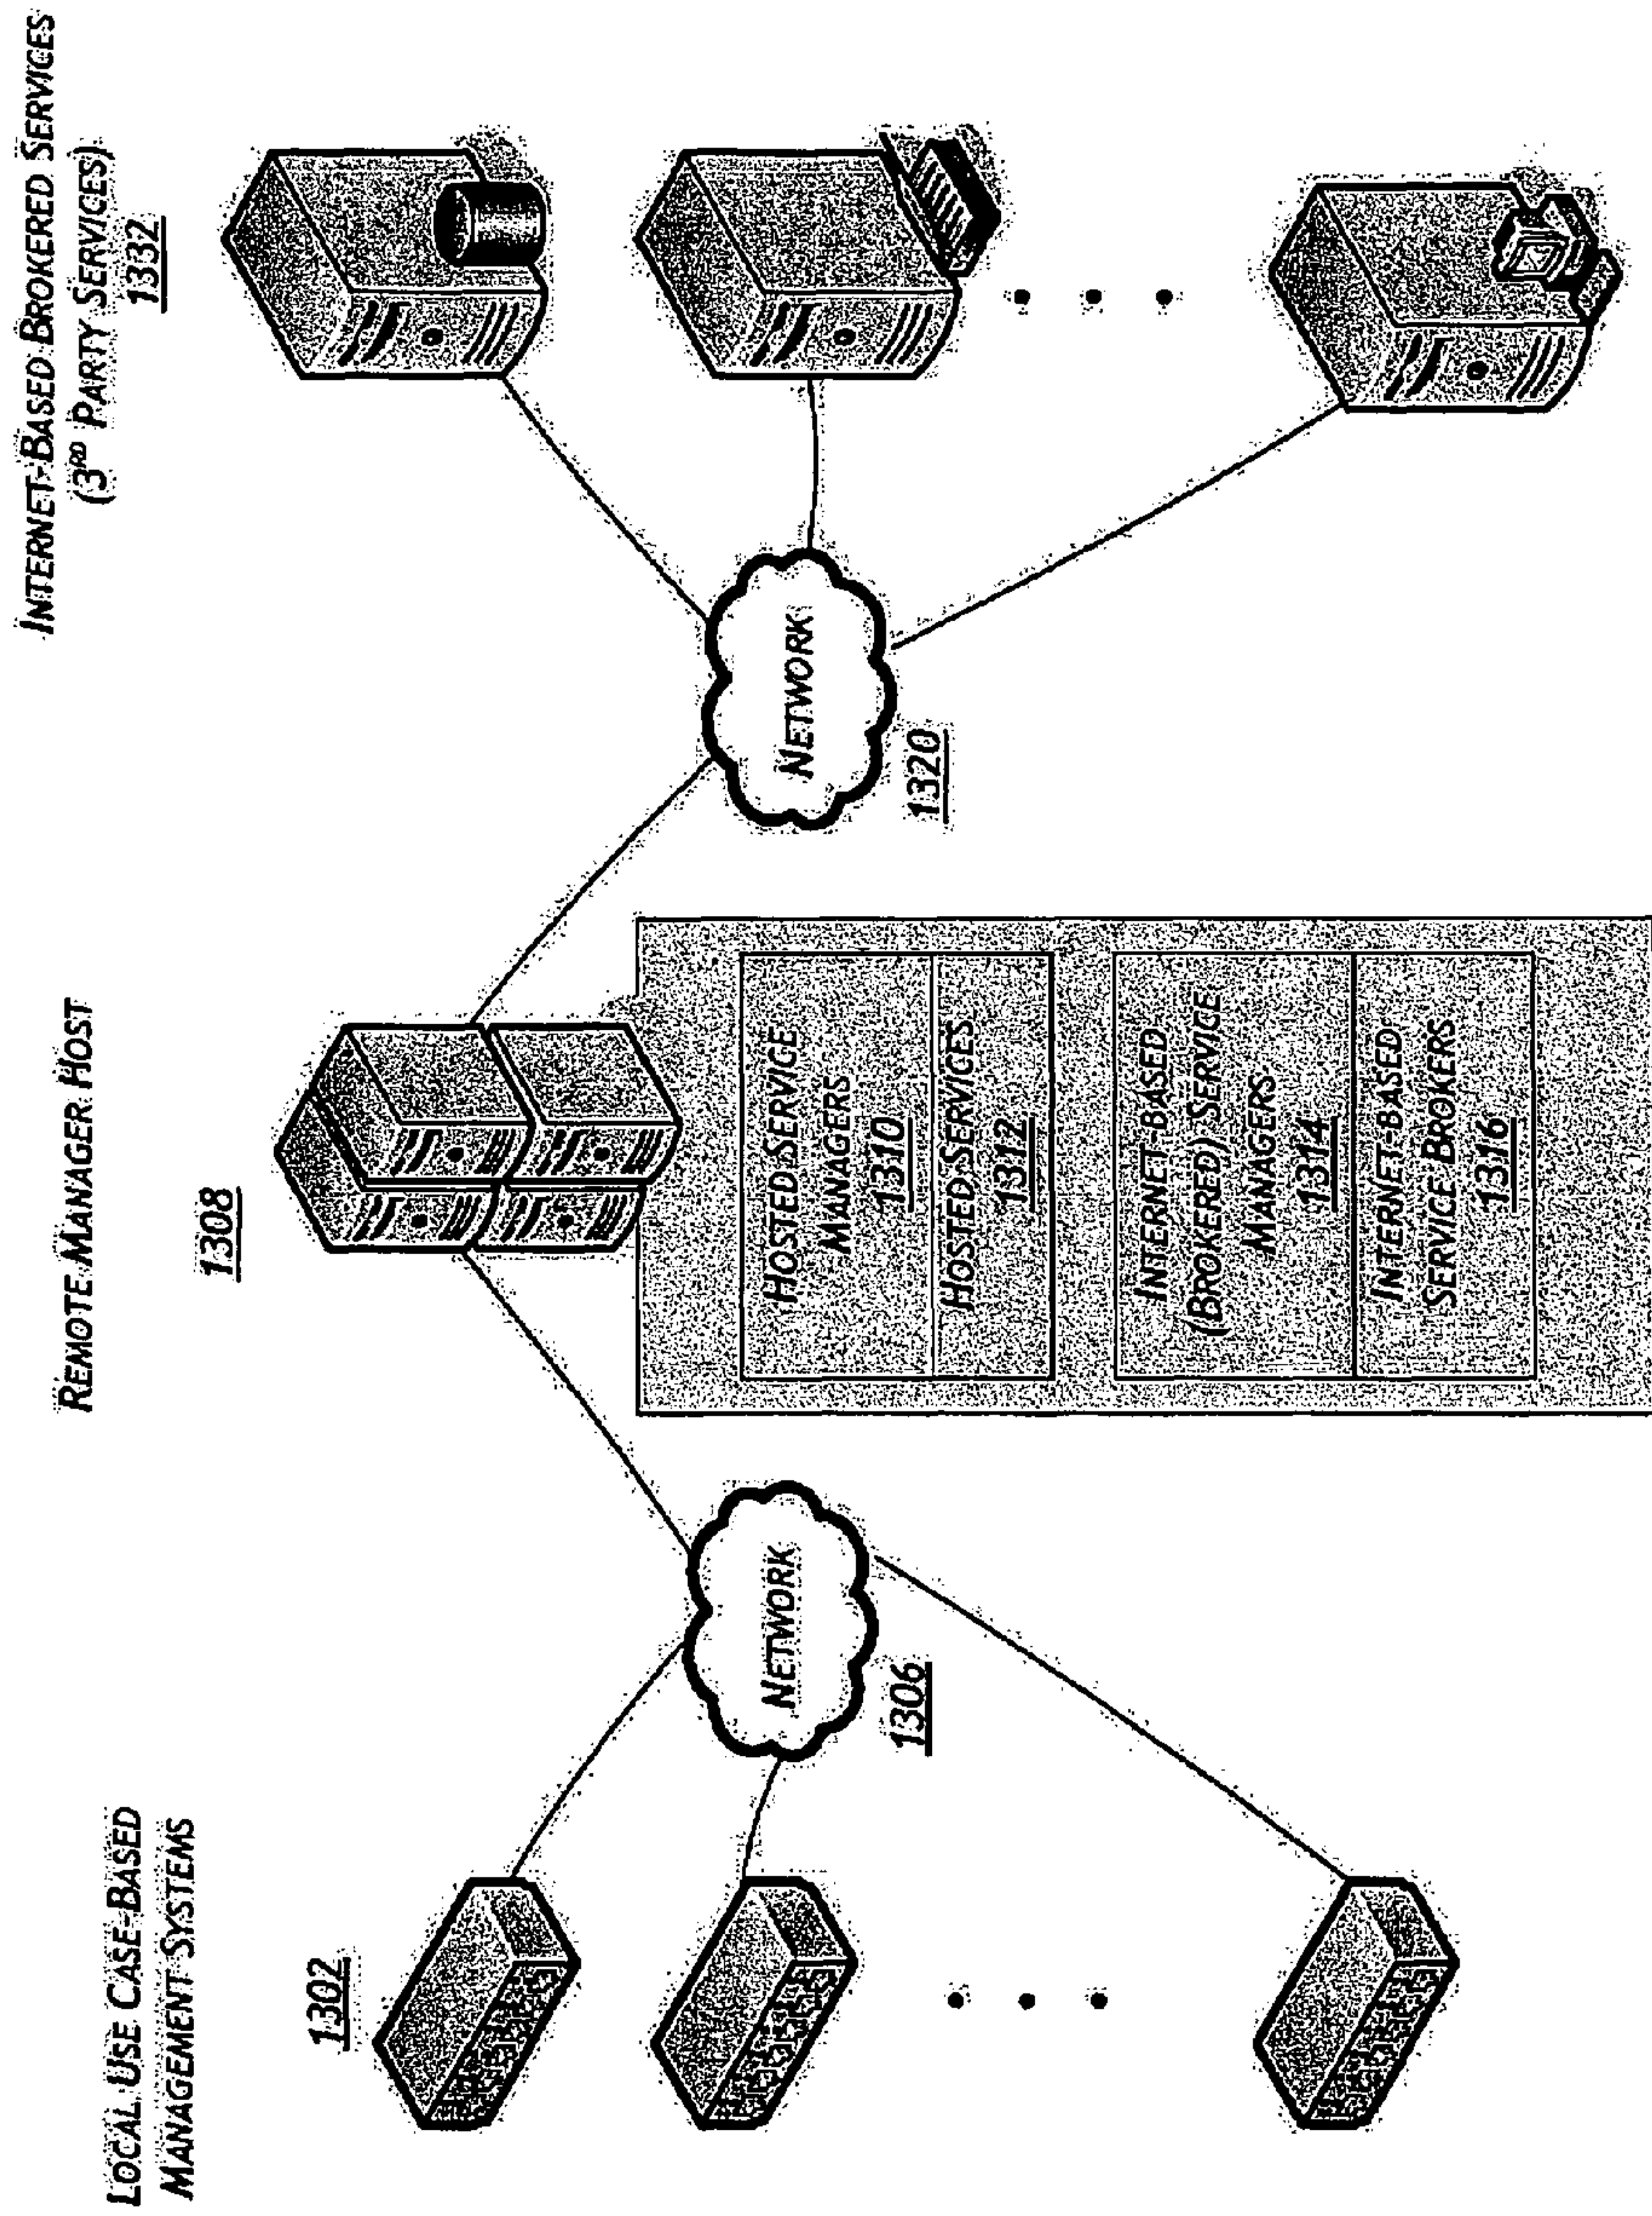 LOCAL USE CASE-BASED
MANAGEMENT SYSTEMS
1302
NETWORK
1306
REMOTE MANAGER HOST
1308
HOSTED SERVICE
MANAGERS
1310
HOSTED SERVICES
1312
INTERNET-BASED
(BROKERED) SERVICE
MANAGERS
1314
INTERNET-BASED
SERVICE BROKERS
1316
NETWORK
1320
INTERNET-BASED BROKERED SERVICES
(3RD PARTY SERVICES)
1332